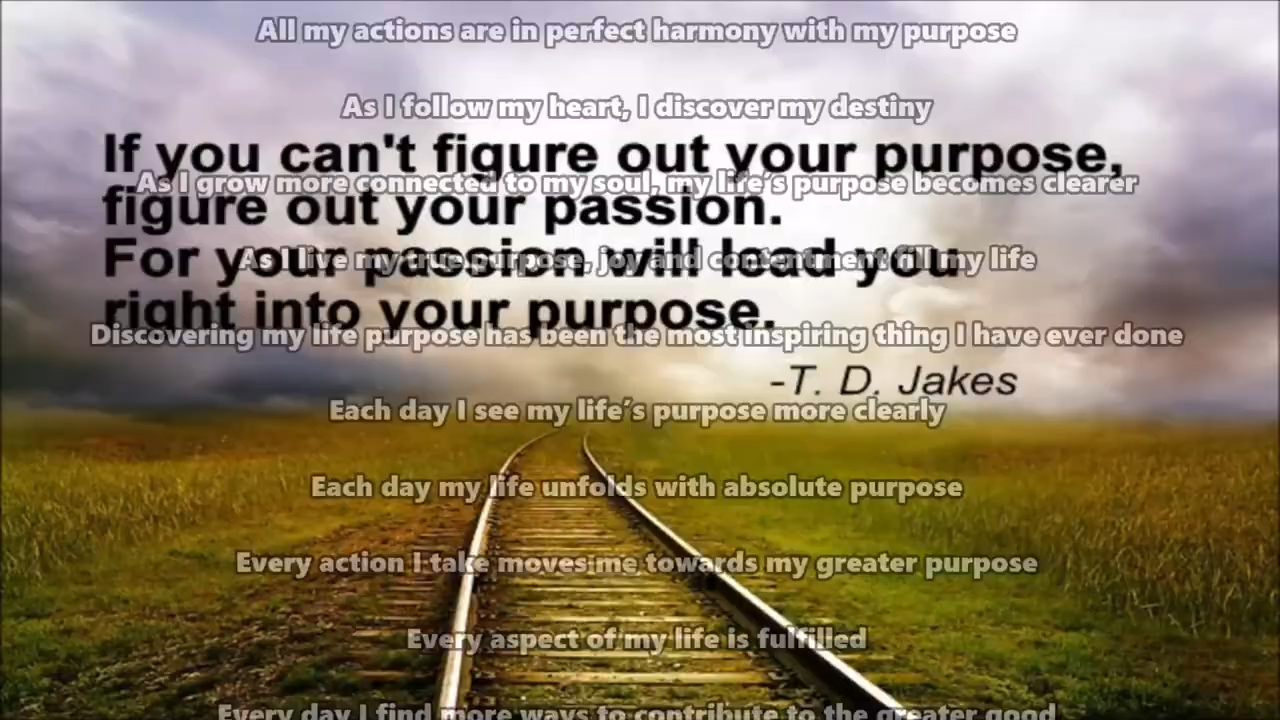 All my actions are in perfect harmony with my purpose
As I follow my heart, I discover my destiny
If you can't figure out your purpose,
As I grow more connected to my soul, my life's purpose becomes clearer
figure out your passion.
For your passion will lead you
As I live my true purpose, joy and contentment fill my life
right into your purpose.
Discovering my life purpose has been the most inspiring thing I have ever done
-T. D. Jakes
Each day I see my life's purpose more clearly
Each day my life unfolds with absolute purpose
Every action I take moves me towards my greater purpose
Every aspect of my life is fulfilled
Every day I find more ways to contribute to the greater good